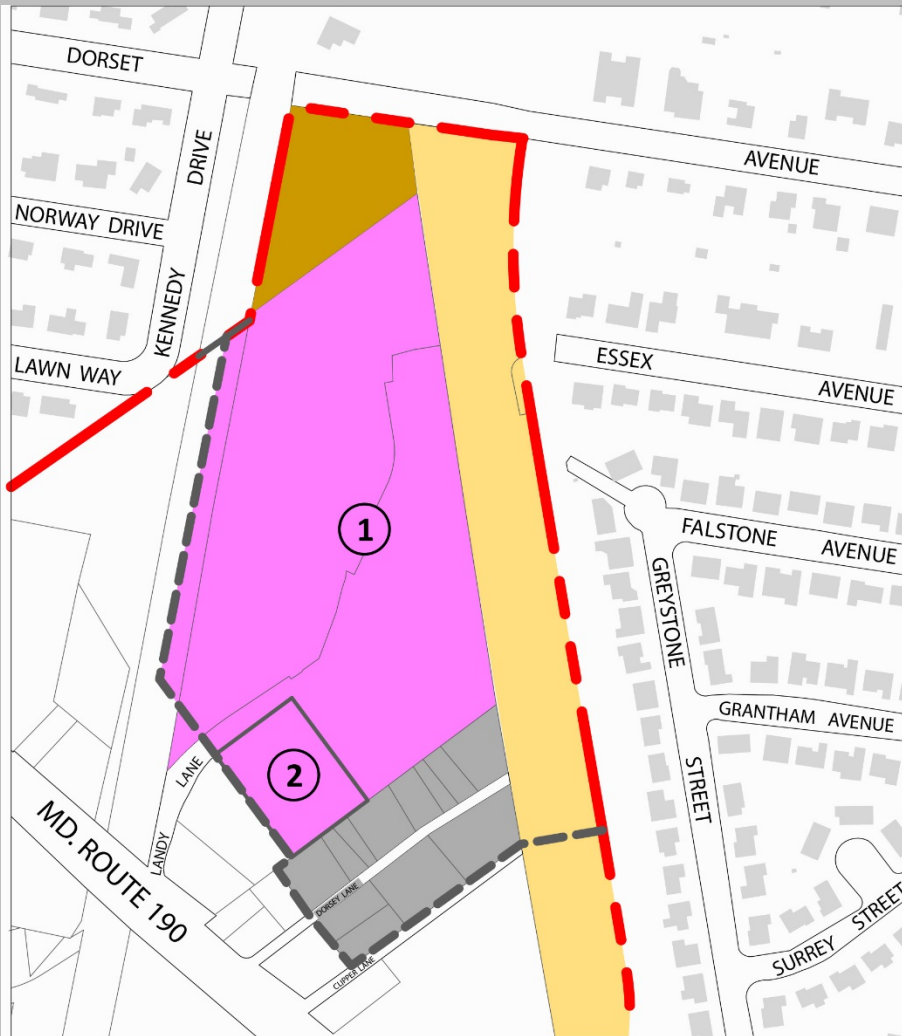 DORSET
AVENUE
DRIVE
NORWAY DRIVE
KENNEDY
LAWN WAY
ESSEX
AVENUE
1
FALSTONE
AVENUE
GREYSTONE
GRANTHAM AVENUE
STREET
2
LANDY
LANE
MD. ROUTE 190
DORSEY LANE
CLIPPER LANE
SURREY STREET